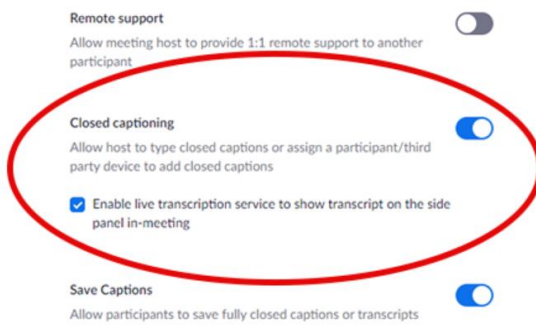 Remote support
Allow meeting host to provide 1:1 remote support to another
participant
Closed captioning
Allow host to type closed captions or assign a participant/third
party device to add closed captions
Enable live transcription service to show transcript on the side
panel in-meeting
Save Captions
Allow participants to save fully closed captions or transcripts